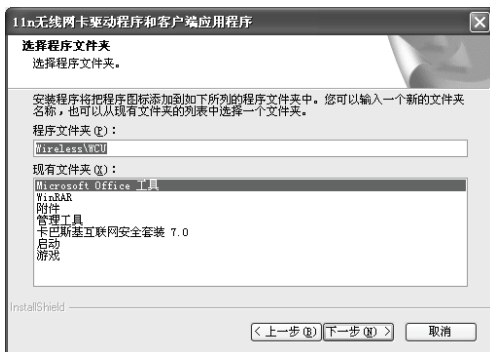 11n无线网卡驱动程序和客户端应用程序
选择程序文件夹
选择程序文件夹。
安装程序将把程序图标添加到如下所列的程序文件夹中。您可以输入一个新的文件夹
名称，也可以从现有文件夹的列表中选择一个文件夹。
程序文件夹(P)：
Wireless\WCU
现有文件夹(X)：
Microsoft Office 工具
WinRAR
附件
管理工具
卡巴斯基互联网安全套装 7.0
启动
游戏
InstallShield
< 上一步(B) 下一步(N) > 取消